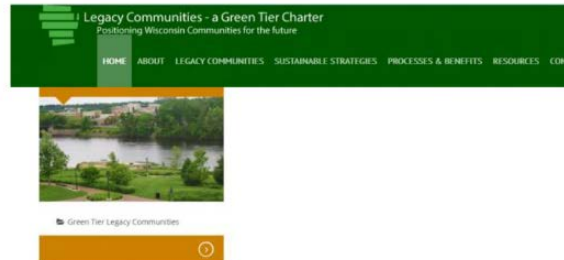 Legacy Communities - a Green Tier Charter
Positioning Wisconsin Communities for the future
HOME ABOUT LEGACY COMMUNITIES SUSTAINABLE STRATEGIES PROCESSES & BENEFITS RESOURCES CON
Green Tier Legacy Communities